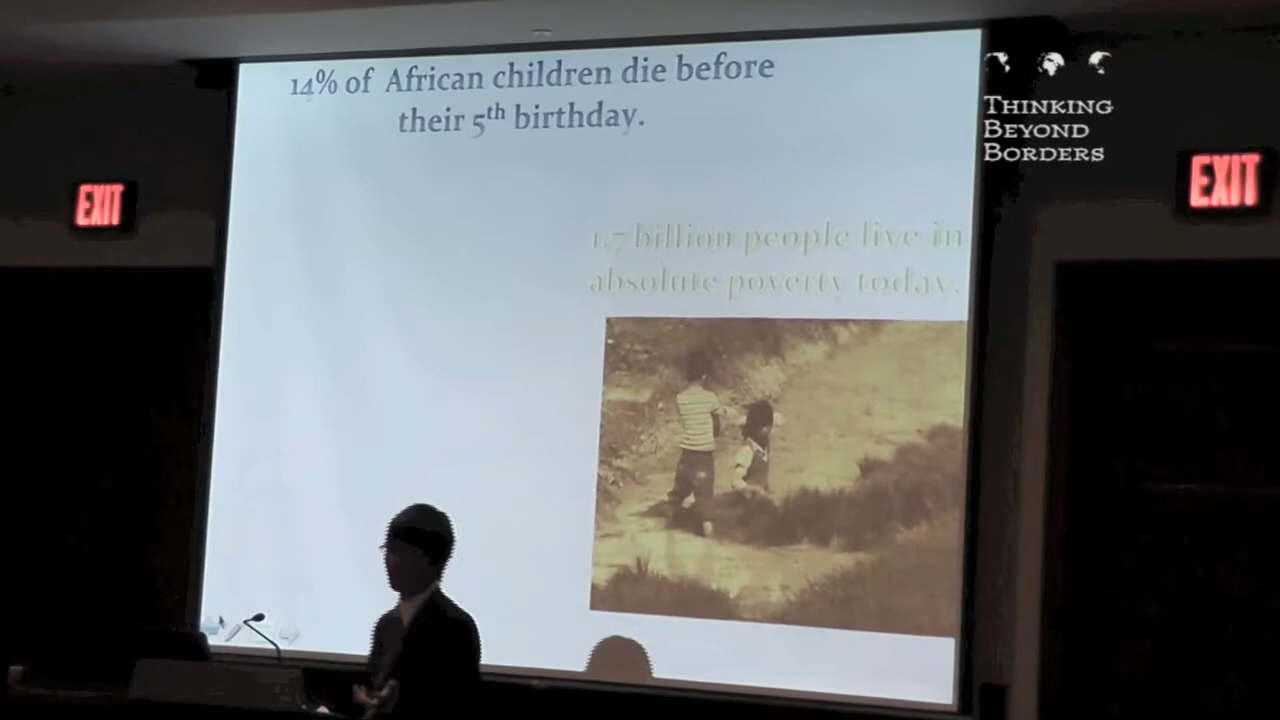 14% of African children die before
their 5th birthday.
THINKING
BEYOND
BORDERS
EXIT
EXIT
1.7 billion people live in
absolute poverty today.